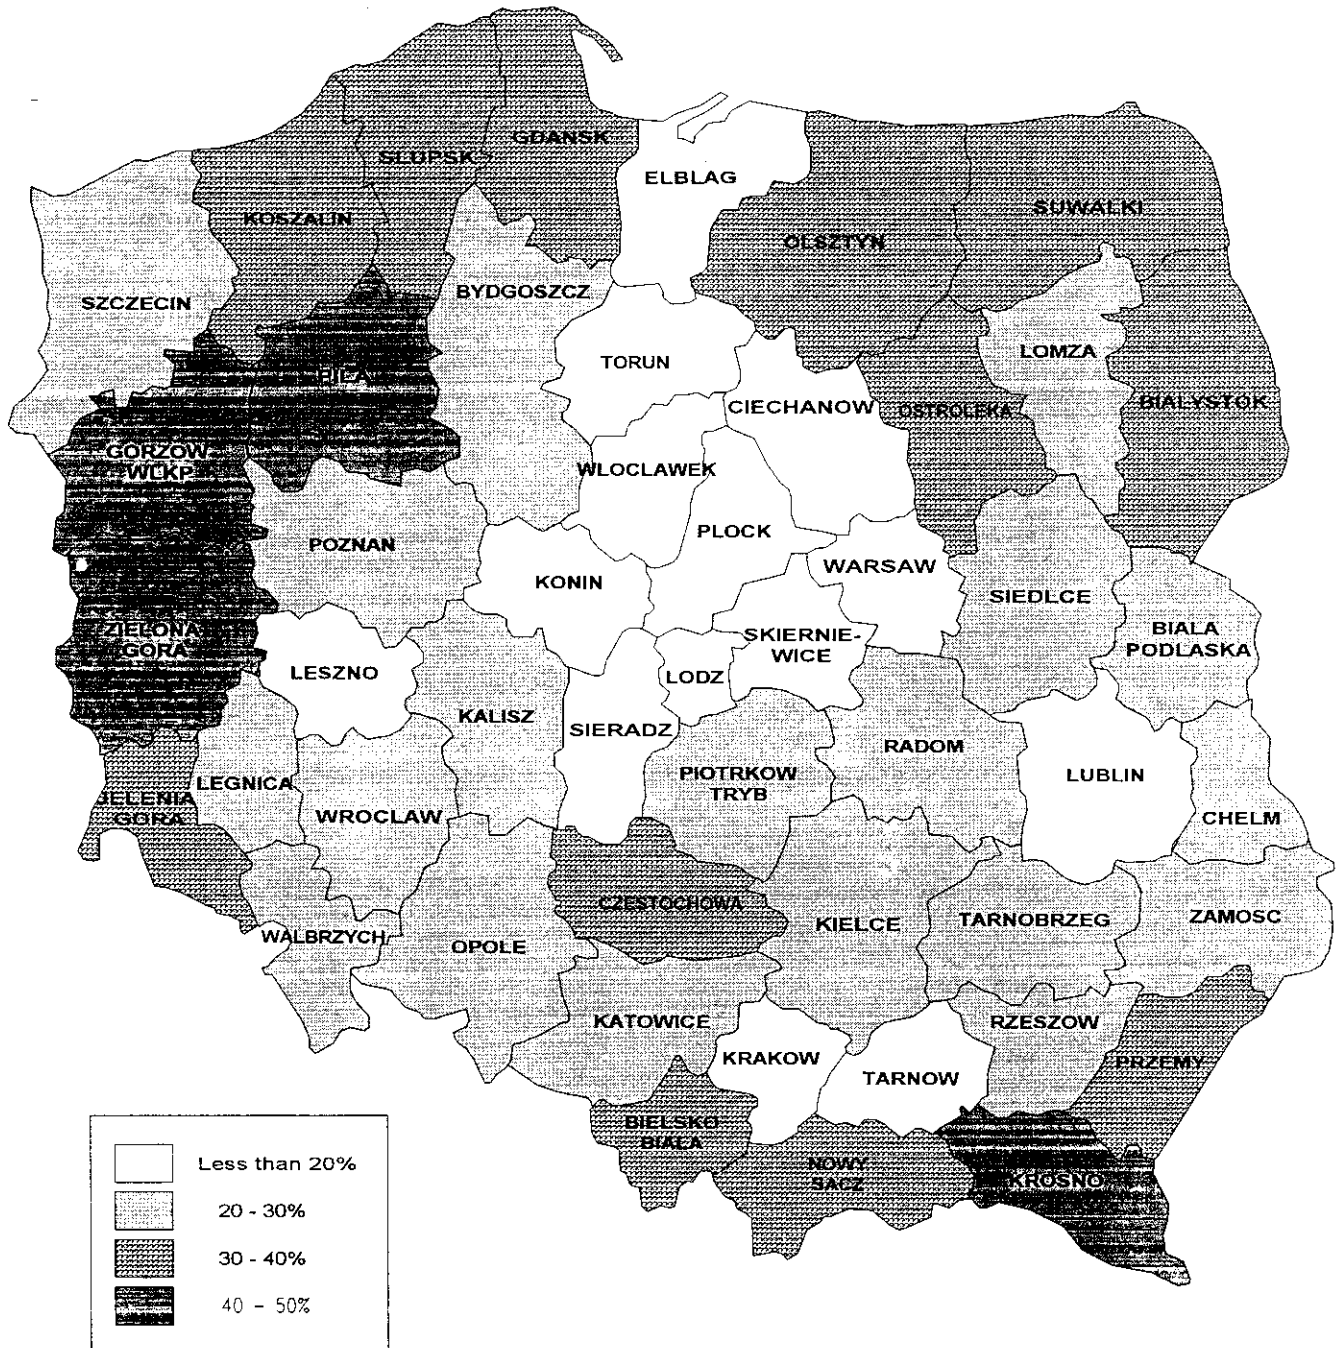 GDANSK
SLUPSK
ELBLAG
KOSZALIN
SUWALKI
OLSZTYN
SZCZECIN
BYDGOSZCZ
TORUN
LOMZA
PILA
CIECHANOW
OSTROLEKA
BIALYSTOK
GORZOW
WLKP
WLOCLAWEK
PLOCK
POZNAN
KONIN
WARSAW
SIEDLCE
ZIELONA
GORA
SKIERNIE-
WICE
BIALA
PODLASKA
LESZNO
LODZ
KALISZ
SIERADZ
RADOM
LUBLIN
PIOTRKOW
TRYB
LEGNICA
JELENIA
GORA
WROCLAW
CHELM
CZESTOCHOWA
KIELCE
TARNOBRZEG
ZAMOSC
WALBRZYCH
OPOLE
KATOWICE
RZESZOW
KRAKOW
TARNOW
PRZEMY
BIELSKO
BIALA
NOWY
SACZ
KROSNO
Less than 20%
20 - 30%
30 - 40%
40 - 50%